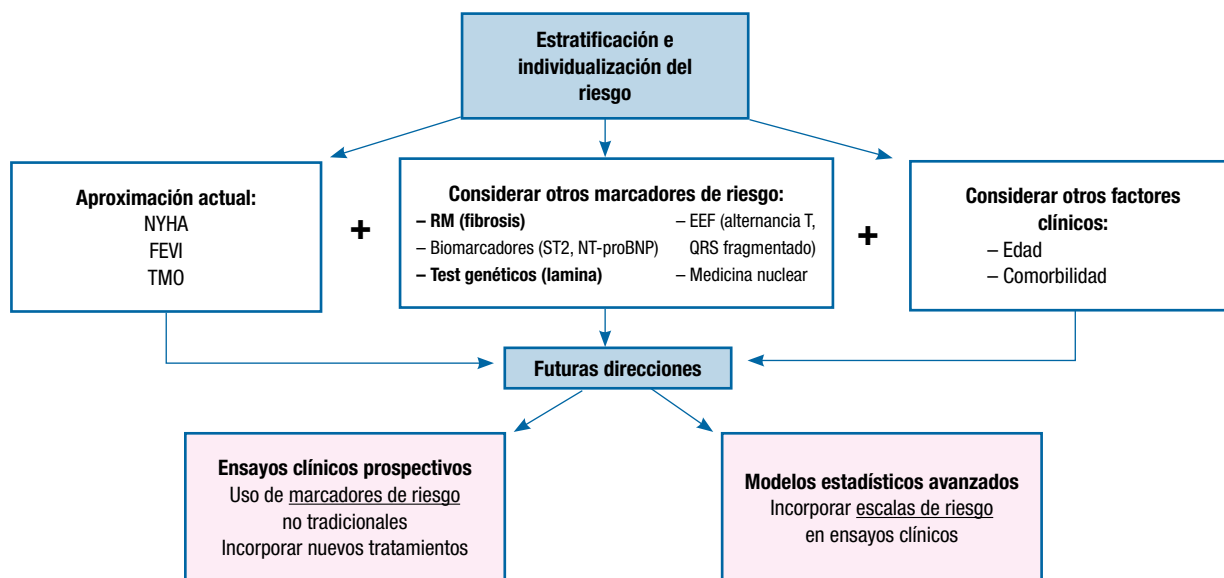 Estratificación e
individualización del
riesgo
Aproximación actual:
NYHA
FEVI
TMO
+
Considerar otros marcadores de riesgo:
– RM (fibrosis)
– Biomarcadores (ST2, NT-proBNP)
– Test genéticos (lamina)
– EEF (alternancia T,
QRS fragmentado)
– Medicina nuclear
+
Considerar otros factores
clínicos:
– Edad
– Comorbilidad
Futuras direcciones
Ensayos clínicos prospectivos
Uso de marcadores de riesgo
no tradicionales
Incorporar nuevos tratamientos
Modelos estadísticos avanzados
Incorporar escalas de riesgo
en ensayos clínicos